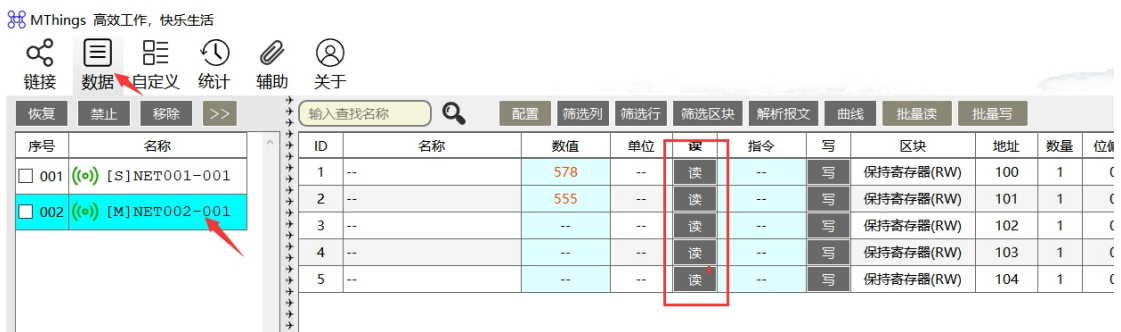 MThings 高效工作，快乐生活
链接 数据 自定义 统计 辅助 关于
恢复 禁止 移除 >> 输入查找名称 配置 筛选列 筛选行 筛选区块 解析报文 曲线 批量读 批量写
序号 名称 ID 名称 数值 单位 读 指令 写 区块 地址 数量
001 [S]NET001-001 1 -- 578 -- 读 -- 写 保持寄存器(RW) 100 1
002 [M]NET002-001 2 -- 555 -- 读 -- 写 保持寄存器(RW) 101 1
3 -- -- -- 读 -- 写 保持寄存器(RW) 102 1
4 -- -- -- 读 -- 写 保持寄存器(RW) 103 1
5 -- -- -- 读 -- 写 保持寄存器(RW) 104 1